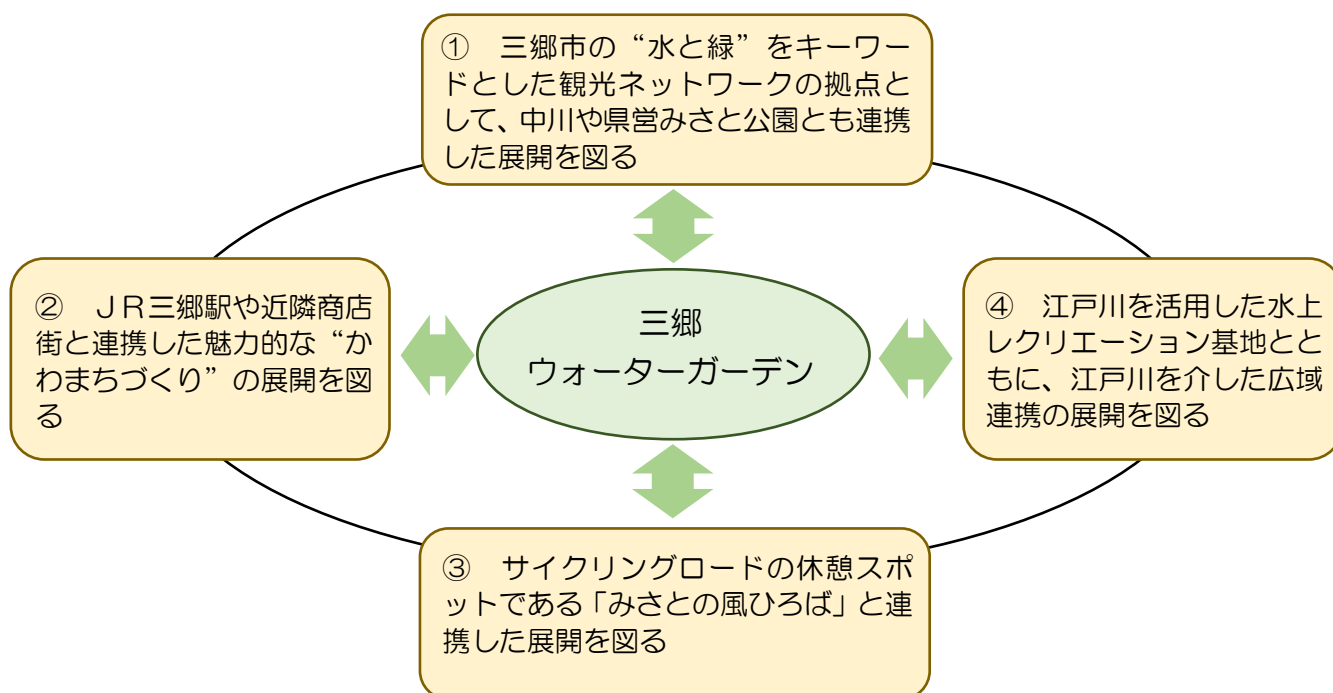 ① 三郷市の“水と緑”をキーワー
ドとした観光ネットワークの拠点と
して、中川や県営みさと公園とも連携
した展開を図る
② ＪＲ三郷駅や近隣商店
街と連携した魅力的な“か
わまちづくり”の展開を図
る
三郷
ウォーターガーデン
④ 江戸川を活用した水上
レクリエーション基地とと
もに、江戸川を介した広域
連携の展開を図る
③ サイクリングロードの休憩スポ
ットである「みさとの風ひろば」と連
携した展開を図る